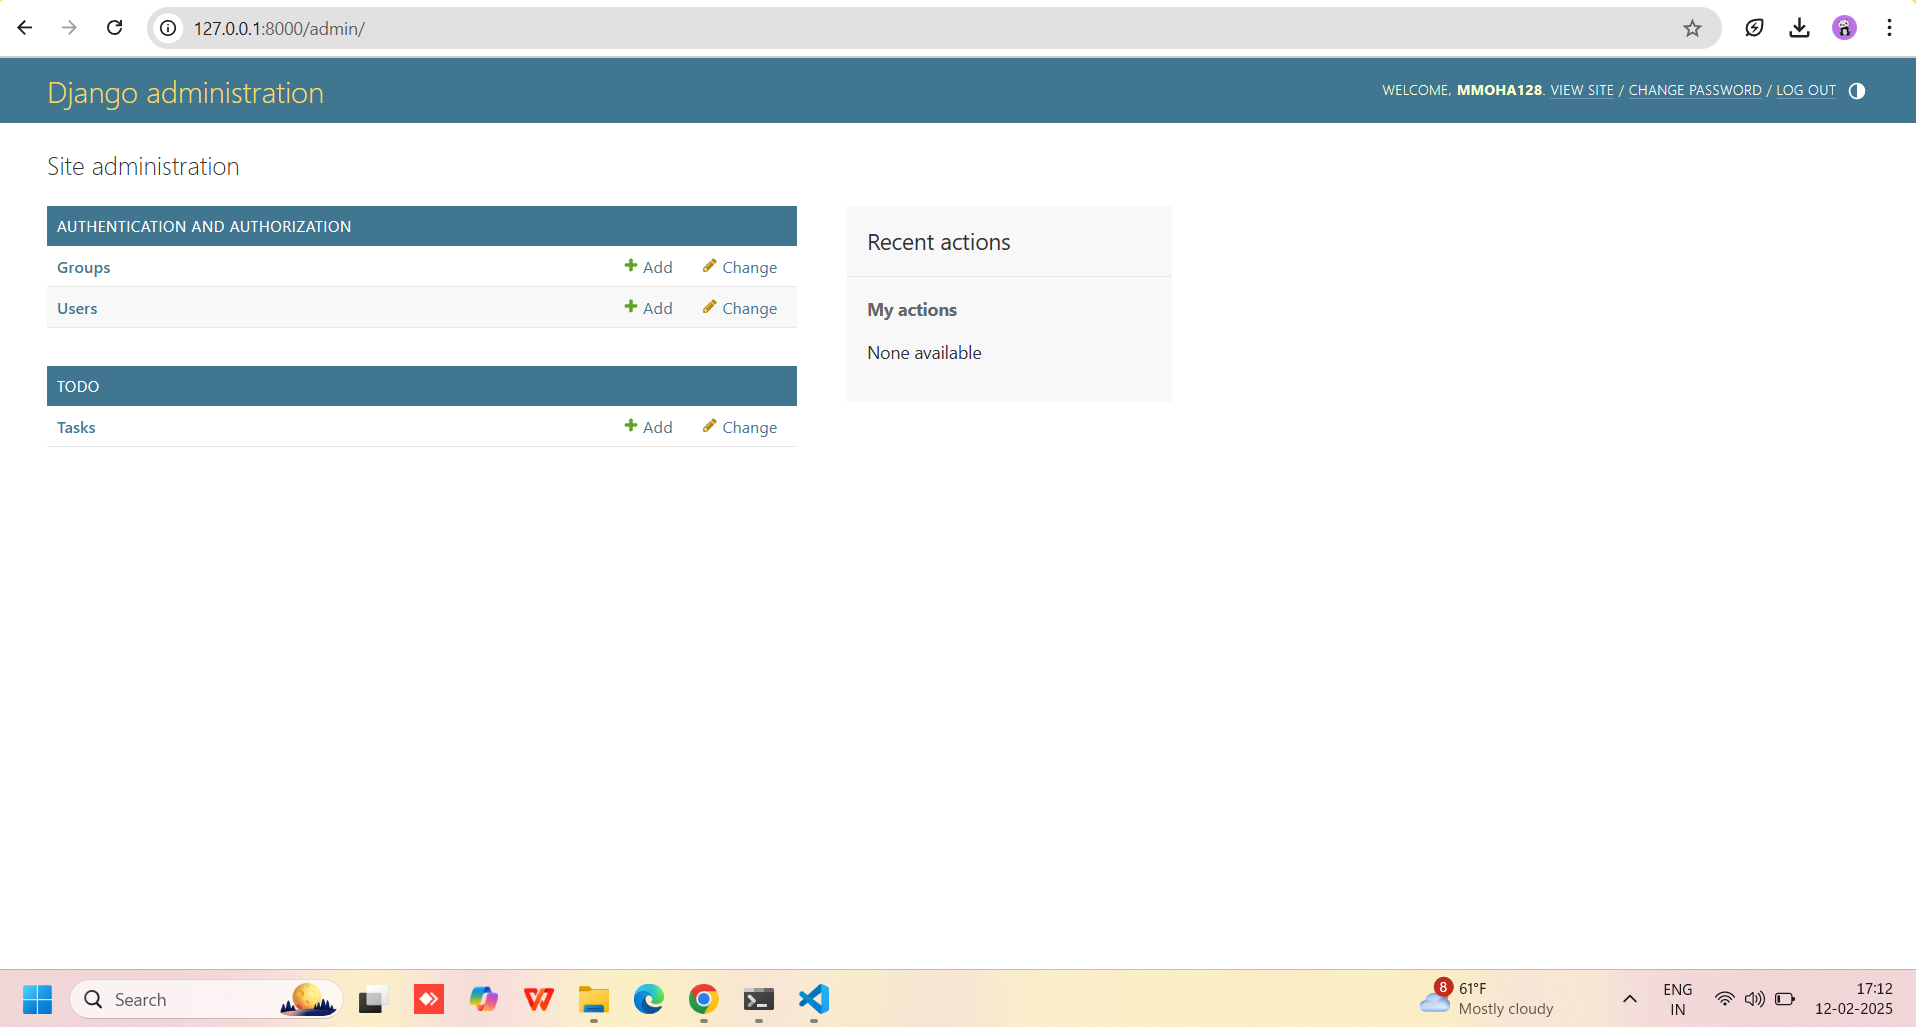 127.0.0.1:8000/admin/
Django administration
WELCOME, MMOHA128. VIEW SITE / CHANGE PASSWORD / LOG OUT
Site administration
AUTHENTICATION AND AUTHORIZATION
Groups Add Change
Users Add Change
TODO
Tasks Add Change
Recent actions
My actions
None available
Search
8
61°F
Mostly cloudy
ENG
IN
17:12
12-02-2025